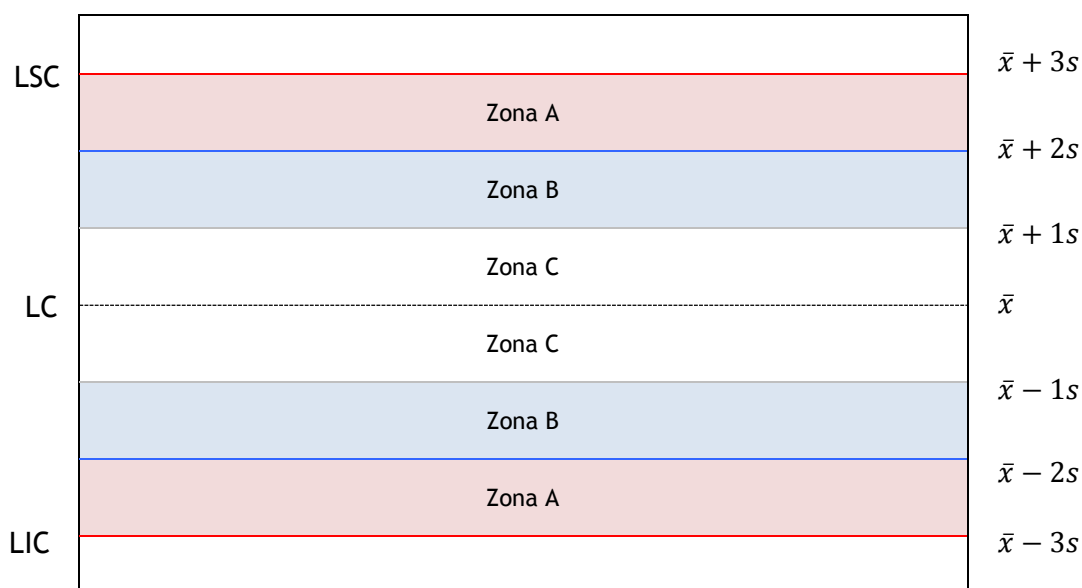 x̄ + 3s
LSC
Zona A
x̄ + 2s
Zona B
x̄ + 1s
Zona C
LC
x̄
Zona C
x̄ − 1s
Zona B
x̄ − 2s
Zona A
LIC
x̄ − 3s